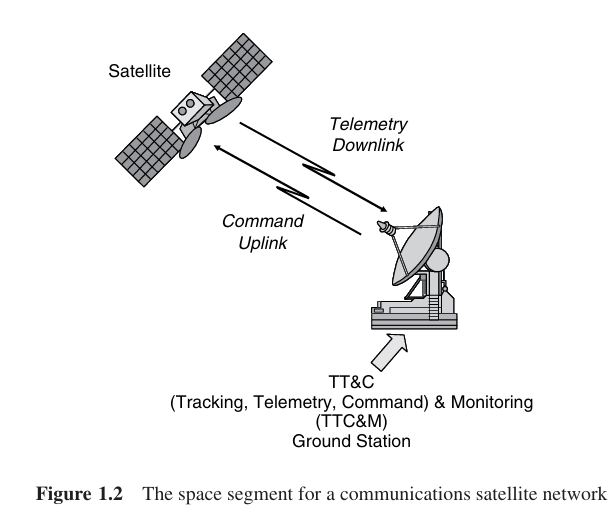 Satellite
Telemetry
Downlink
Command
Uplink
TT&C
(Tracking, Telemetry, Command) & Monitoring
(TTC&M)
Ground Station
Figure 1.2 The space segment for a communications satellite network